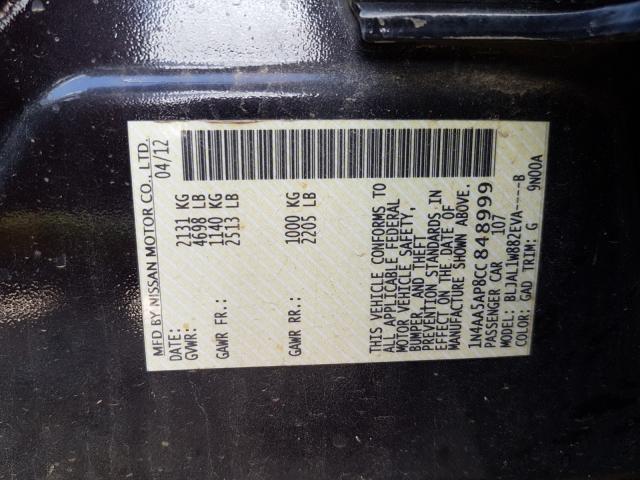 MFD BY NISSAN MOTOR CO., LTD.
DATE: 04/12
GVWR: 2131 KG
4698 LB
GAWR FR: 1140 KG
2513 LB
GAWR RR: 1000 KG
2205 LB
THIS VEHICLE CONFORMS TO
ALL APPLICABLE FEDERAL
MOTOR VEHICLE SAFETY,
BUMPER, AND THEFT
PREVENTION STANDARDS IN
EFFECT ON THE DATE OF
MANUFACTURE SHOWN ABOVE.
1N4AA5AP8CC848999
PASSENGER CAR 107
MODEL: BLJAL1W882EVA----B
COLOR: GAD TRIM: G 9N00A